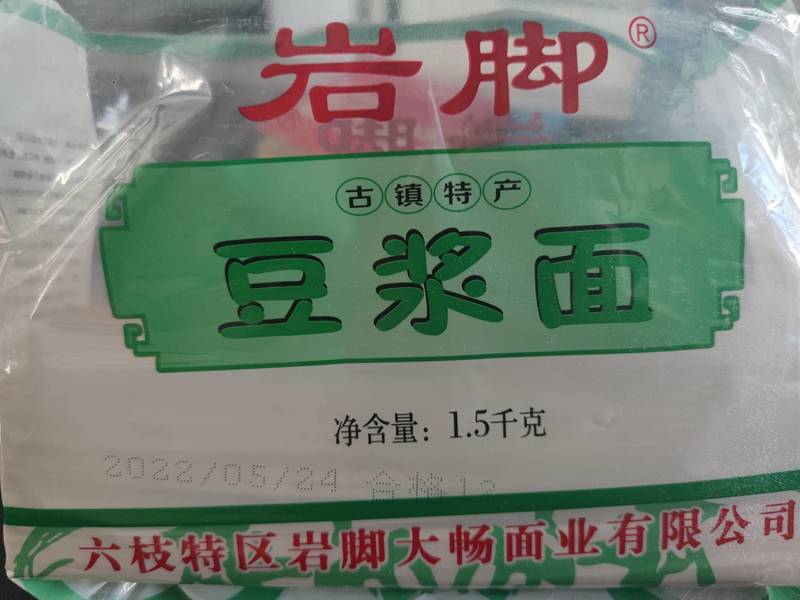 岩脚®
古镇特产
豆浆面
净含量：1.5千克
2022/05/24 合格12
六枝特区岩脚大畅面业有限公司